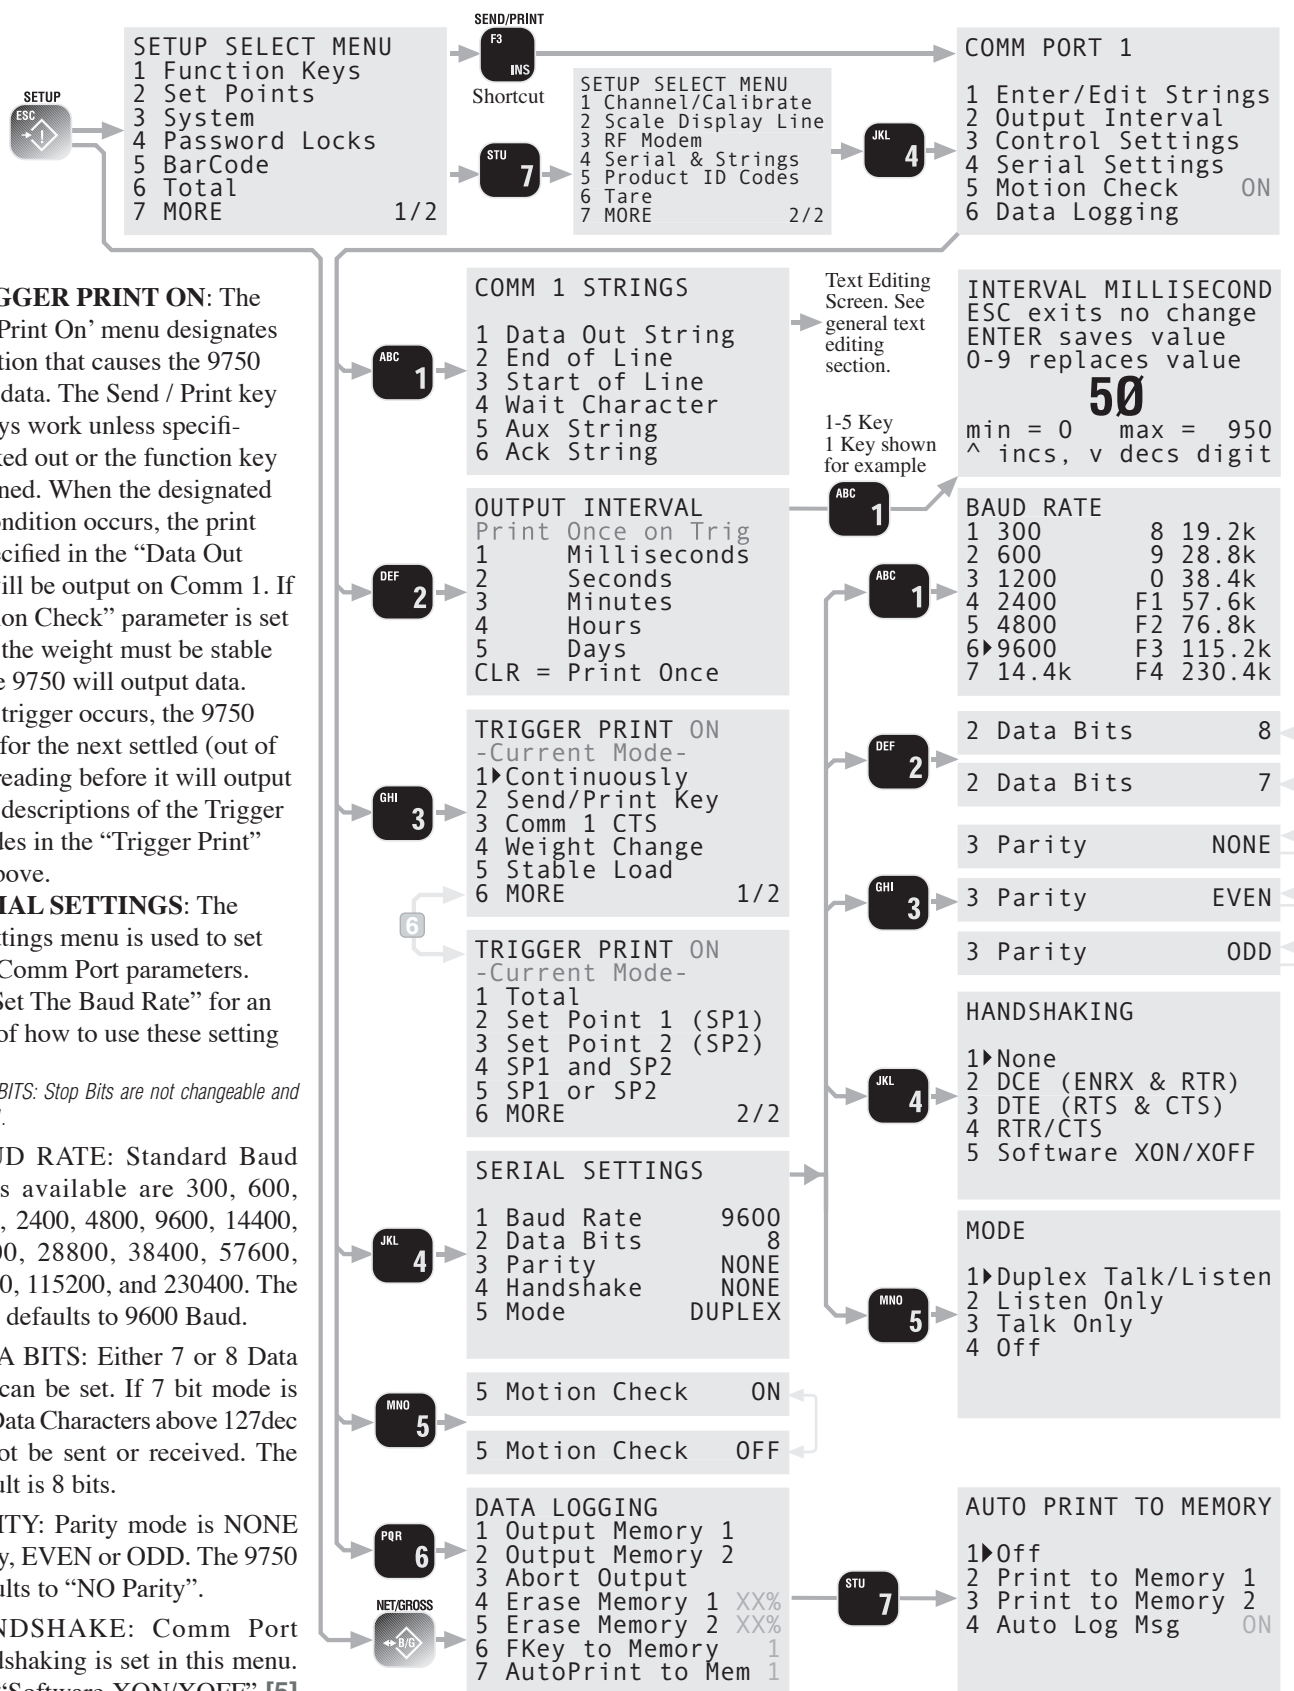 SEND/PRINT
F3
INS
Shortcut
SETUP
ESC
SETUP SELECT MENU
1 Function Keys
2 Set Points
3 System
4 Password Locks
5 BarCode
6 Total
7 MORE 1/2
STU
7
SETUP SELECT MENU
1 Channel/Calibrate
2 Scale Display Line
3 RF Modem
4 Serial & Strings
5 Product ID Codes
6 Tare
7 MORE 2/2
JKL
4
COMM PORT 1
1 Enter/Edit Strings
2 Output Interval
3 Control Settings
4 Serial Settings
5 Motion Check ON
6 Data Logging
GGER PRINT ON: The
Print On’ menu designates
tion that causes the 9750
data. The Send / Print key
ys work unless specifi-
ked out or the function key
ned. When the designated
ondition occurs, the print
ecified in the “Data Out
will be output on Comm 1. If
ion Check” parameter is set
the weight must be stable
e 9750 will output data.
trigger occurs, the 9750
for the next settled (out of
reading before it will output
descriptions of the Trigger
des in the “Trigger Print”
bove.
IAL SETTINGS: The
ttings menu is used to set
Comm Port parameters.
Set The Baud Rate” for an
of how to use these setting
BITS: Stop Bits are not changeable and
.
UD RATE: Standard Baud
s available are 300, 600,
, 2400, 4800, 9600, 14400,
00, 28800, 38400, 57600,
0, 115200, and 230400. The
defaults to 9600 Baud.
A BITS: Either 7 or 8 Data
can be set. If 7 bit mode is
Data Characters above 127dec
not be sent or received. The
ult is 8 bits.
ITY: Parity mode is NONE
y, EVEN or ODD. The 9750
ults to “NO Parity”.
NDSHAKE: Comm Port
dshaking is set in this menu.
“Software XON/XOFF” [5]
ABC
1
COMM 1 STRINGS
1 Data Out String
2 End of Line
3 Start of Line
4 Wait Character
5 Aux String
6 Ack String
Text Editing
Screen. See
general text
editing
section.
DEF
2
OUTPUT INTERVAL
Print Once on Trig
1 Milliseconds
2 Seconds
3 Minutes
4 Hours
5 Days
CLR = Print Once
1-5 Key
1 Key shown
for example
ABC
1
INTERVAL MILLISECOND
ESC exits no change
ENTER saves value
0-9 replaces value
50
min = 0 max = 950
^ incs, v decs digit
GHI
3
TRIGGER PRINT ON
-Current Mode-
1▶Continuously
2 Send/Print Key
3 Comm 1 CTS
4 Weight Change
5 Stable Load
6 MORE 1/2
6
TRIGGER PRINT ON
-Current Mode-
1 Total
2 Set Point 1 (SP1)
3 Set Point 2 (SP2)
4 SP1 and SP2
5 SP1 or SP2
6 MORE 2/2
JKL
4
SERIAL SETTINGS
1 Baud Rate 9600
2 Data Bits 8
3 Parity NONE
4 Handshake NONE
5 Mode DUPLEX
ABC
1
BAUD RATE
1 300 8 19.2k
2 600 9 28.8k
3 1200 0 38.4k
4 2400 F1 57.6k
5 4800 F2 76.8k
6▶9600 F3 115.2k
7 14.4k F4 230.4k
DEF
2
2 Data Bits 8
2 Data Bits 7
GHI
3
3 Parity NONE
3 Parity EVEN
3 Parity ODD
JKL
4
HANDSHAKING
1▶None
2 DCE (ENRX & RTR)
3 DTE (RTS & CTS)
4 RTR/CTS
5 Software XON/XOFF
MNO
5
MODE
1▶Duplex Talk/Listen
2 Listen Only
3 Talk Only
4 Off
MNO
5
5 Motion Check ON
5 Motion Check OFF
PQR
6
NET/GROSS
B/G
DATA LOGGING
1 Output Memory 1
2 Output Memory 2
3 Abort Output
4 Erase Memory 1 XX%
5 Erase Memory 2 XX%
6 FKey to Memory 1
7 AutoPrint to Mem 1
STU
7
AUTO PRINT TO MEMORY
1▶Off
2 Print to Memory 1
3 Print to Memory 2
4 Auto Log Msg ON